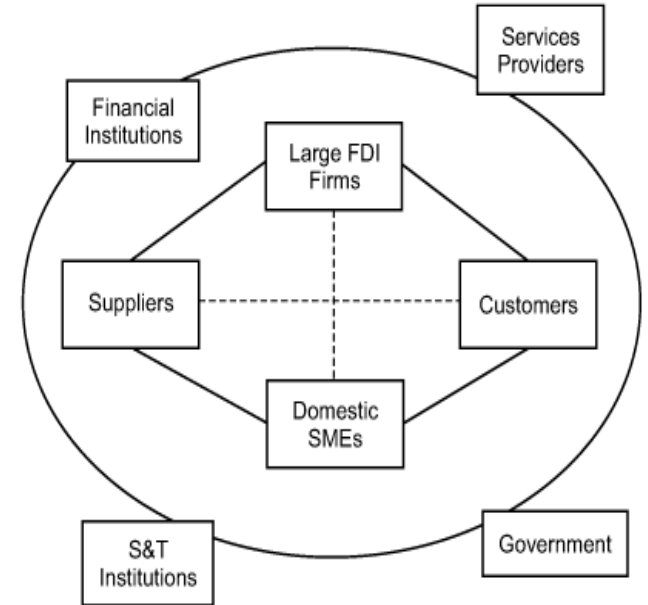 Services
Providers
Financial
Institutions
Large FDI
Firms
Suppliers
Customers
Domestic
SMEs
S&T
Institutions
Government